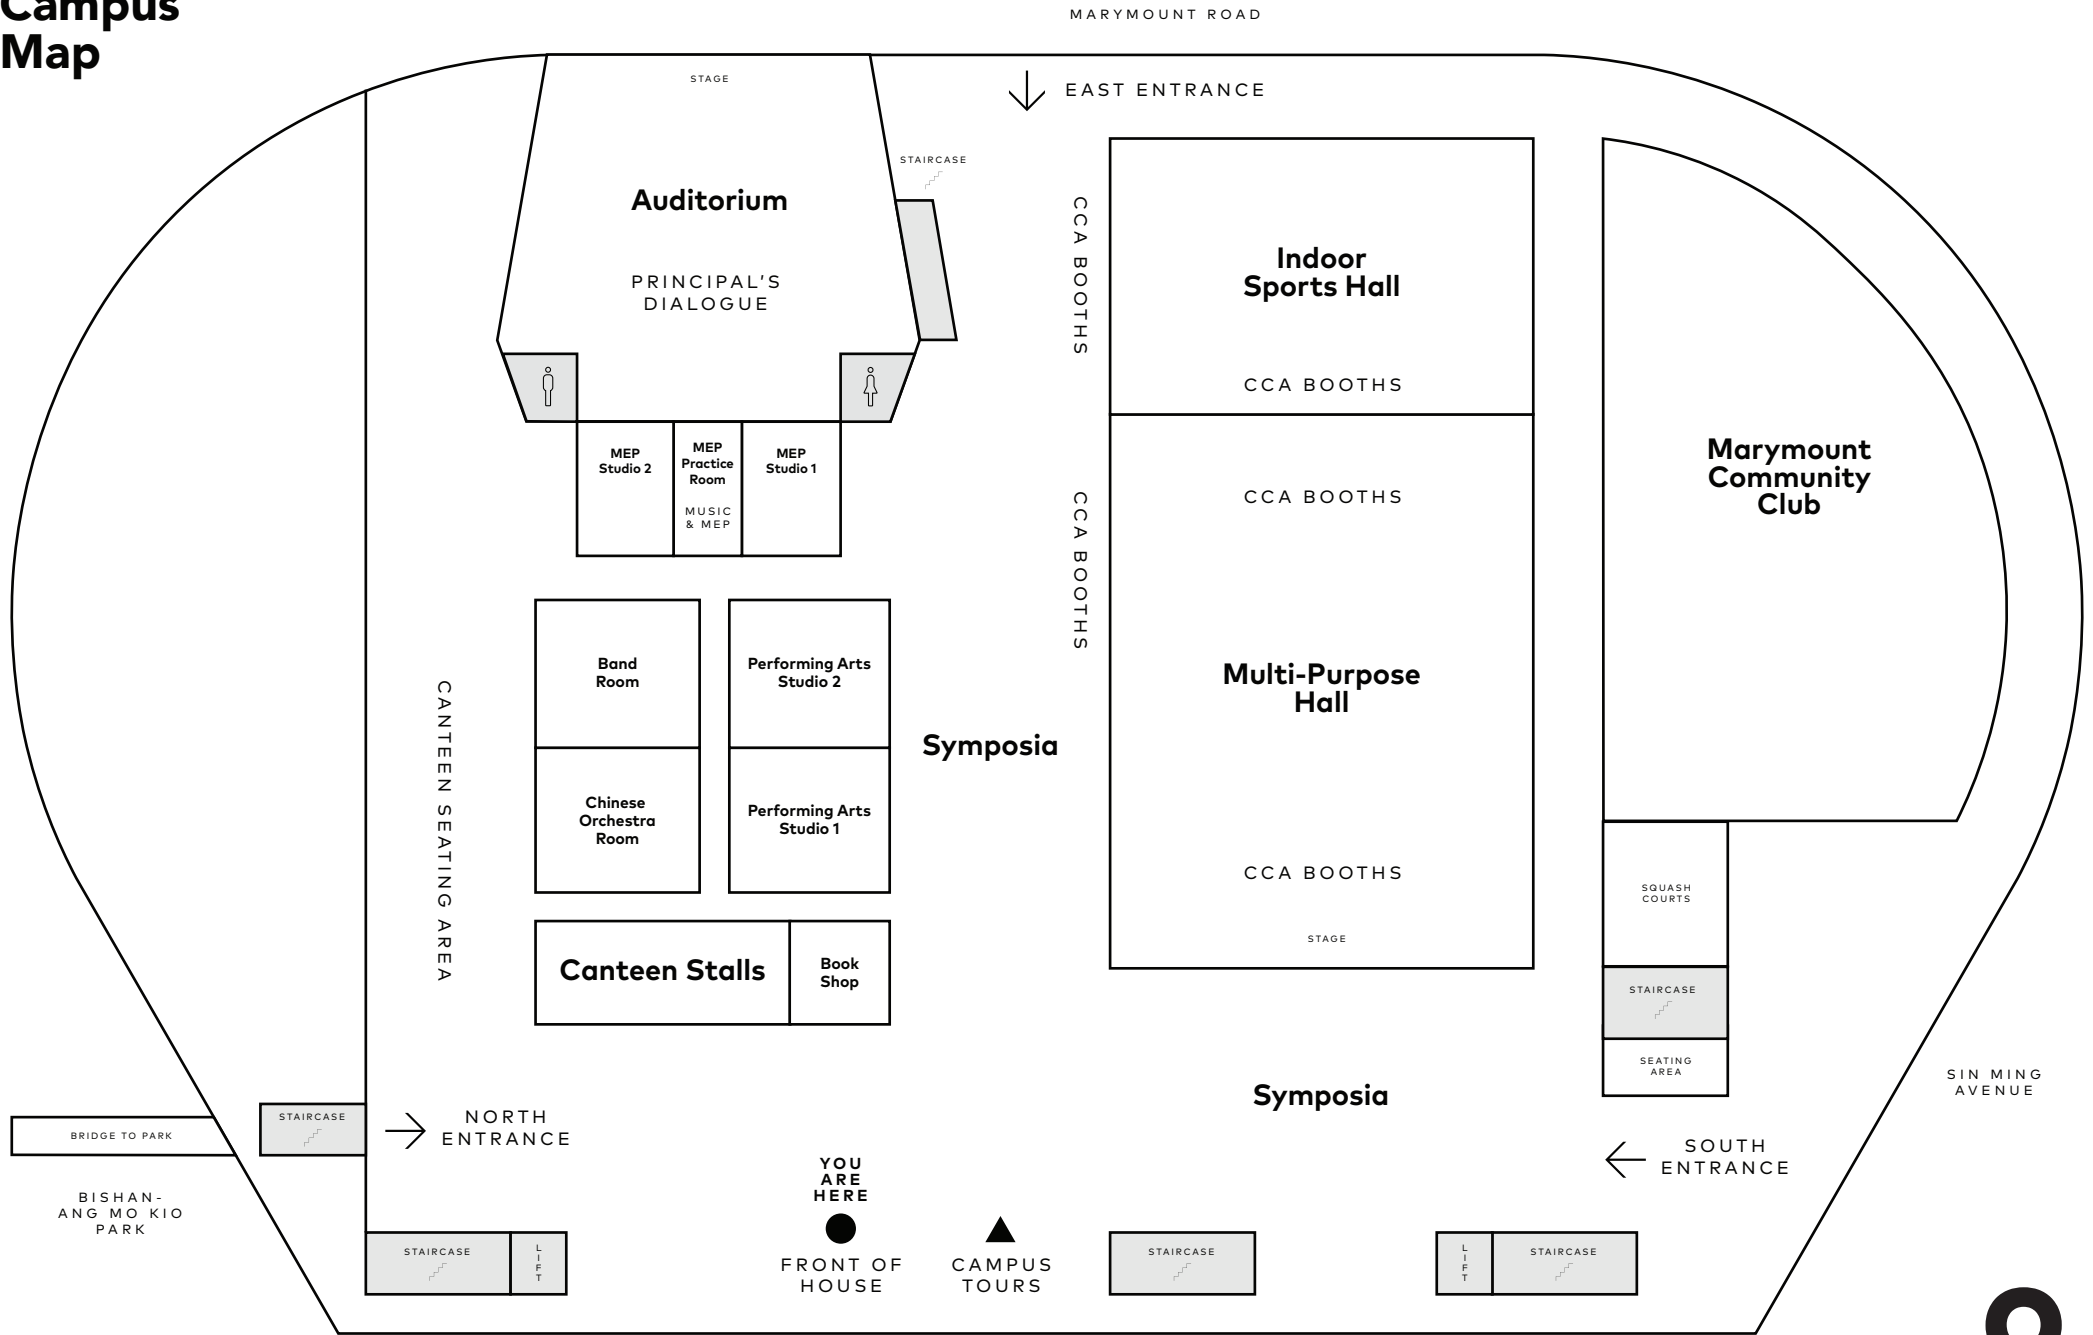 Campus
Map
MARYMOUNT ROAD
STAGE
EAST ENTRANCE
STAIRCASE
Auditorium
PRINCIPAL'S
DIALOGUE
CCA BOOTHS
Indoor
Sports Hall
CCA BOOTHS
MEP
Studio 2
MEP
Practice
Room
MUSIC
& MEP
MEP
Studio 1
CCA BOOTHS
CCA BOOTHS
Marymount
Community
Club
Band
Room
Performing Arts
Studio 2
Multi-Purpose
Hall
CANTEEN SEATING AREA
Symposia
Chinese
Orchestra
Room
Performing Arts
Studio 1
CCA BOOTHS
STAGE
SQUASH
COURTS
Canteen Stalls
Book
Shop
STAIRCASE
SEATING
AREA
SIN MING
AVENUE
Symposia
STAIRCASE
NORTH
ENTRANCE
BRIDGE TO PARK
SOUTH
ENTRANCE
BISHAN-
ANG MO KIO
PARK
YOU
ARE
HERE
STAIRCASE
LIFT
FRONT OF
HOUSE
CAMPUS
TOURS
STAIRCASE
LIFT
STAIRCASE